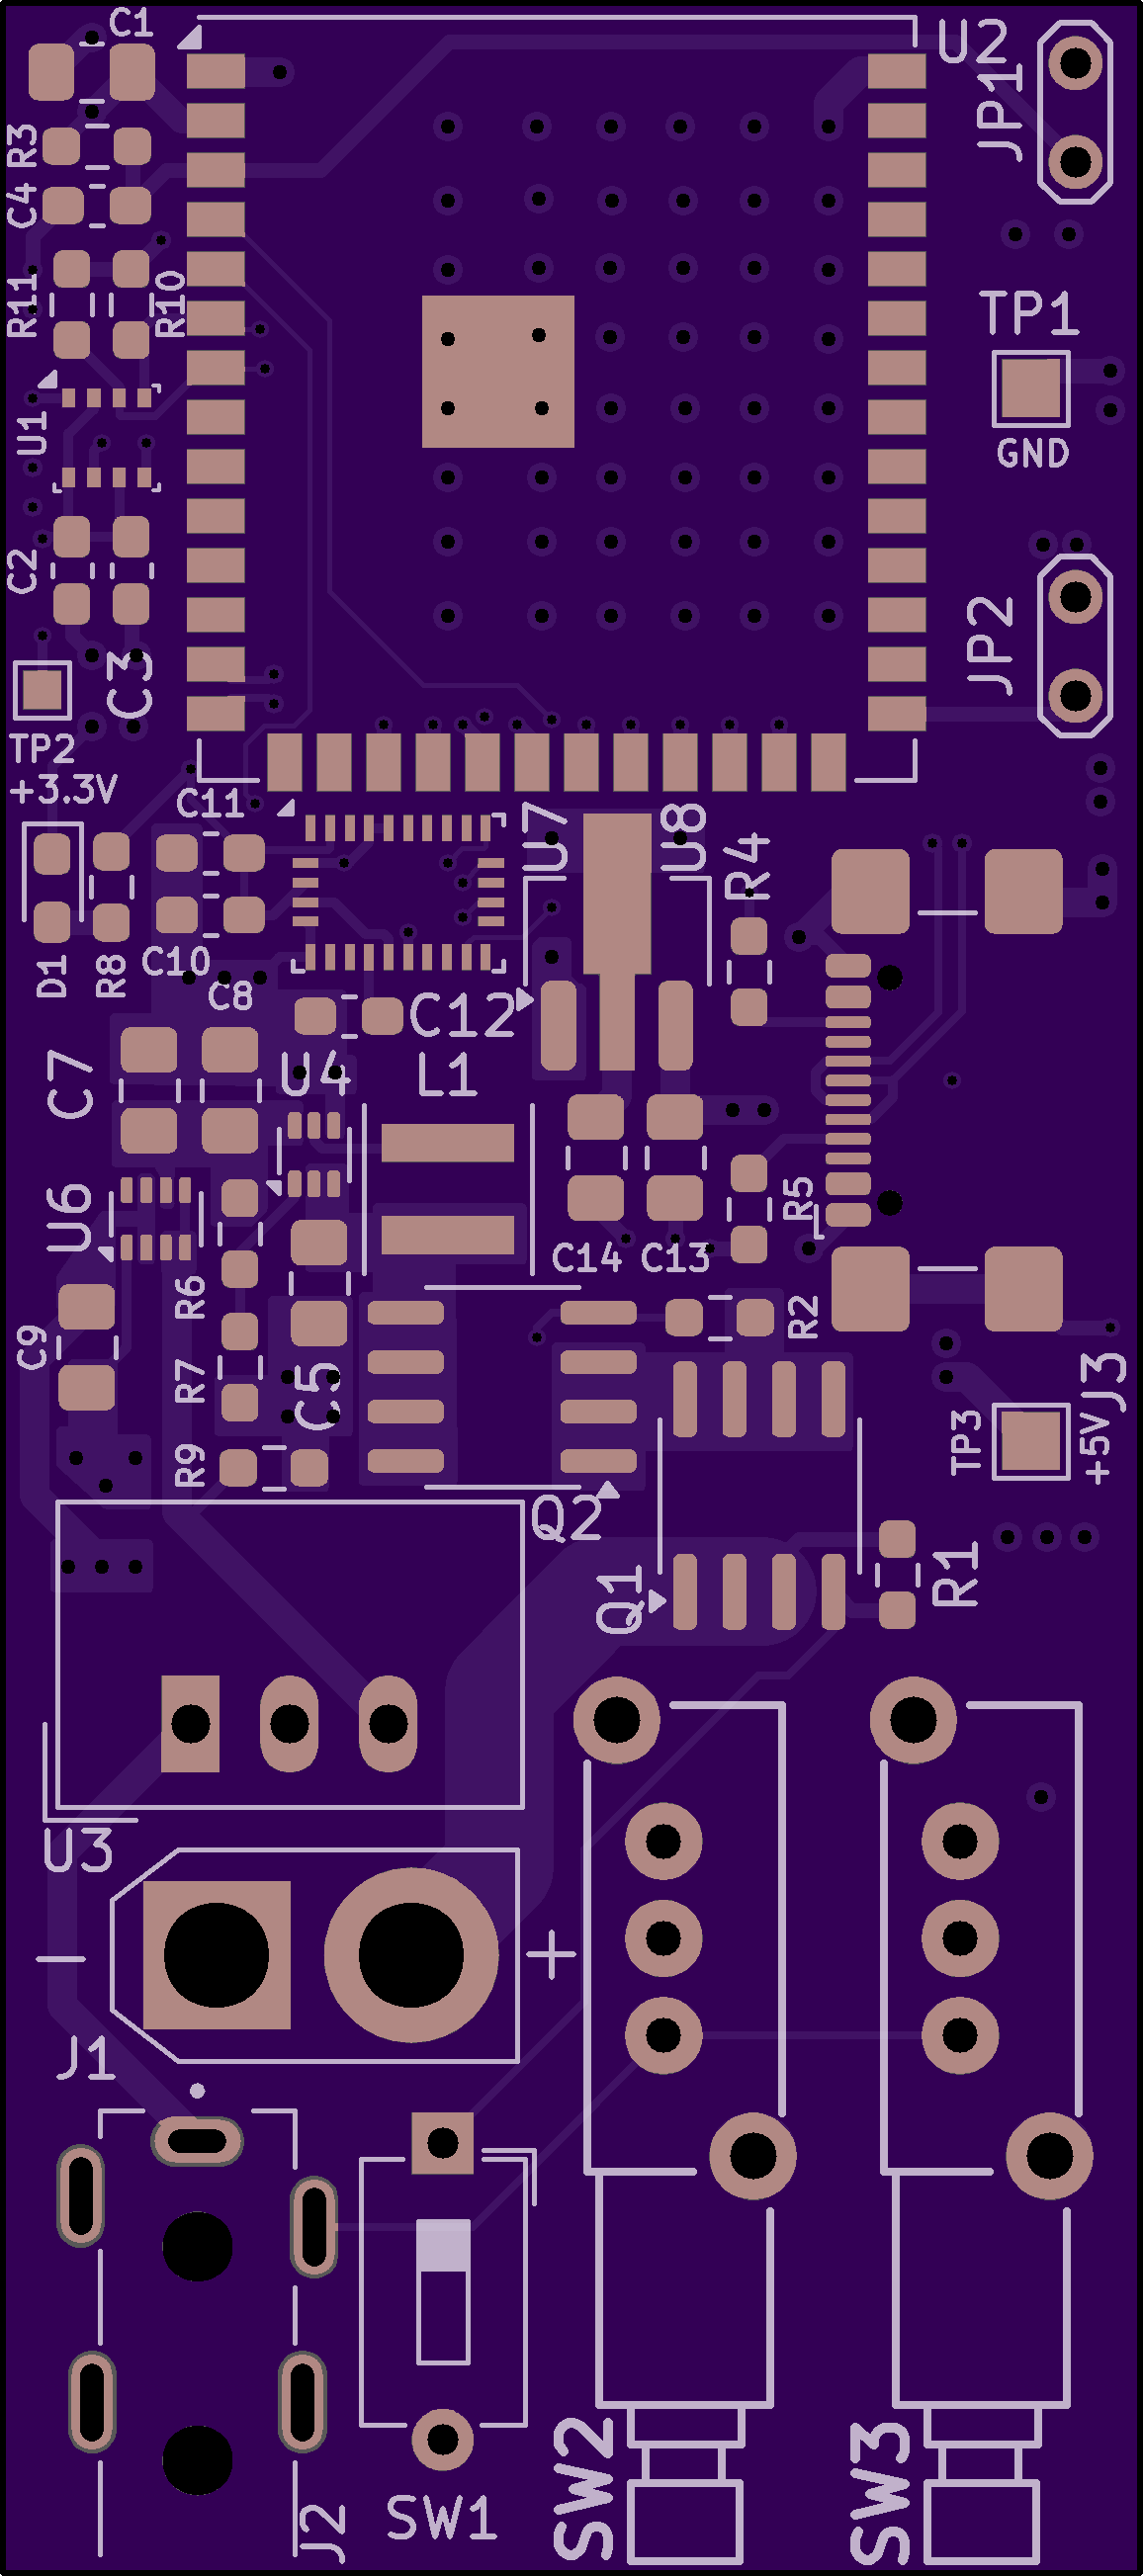 C1
U2
JP1
R3
C4
R11
R10
TP1
U1
GND
C2
C3
JP2
TP2
+3.3V
C11
U7
U8
R4
D1
R8
C10
C8
C12
C7
U4
L1
U6
R5
C14
C13
R6
R2
C9
R7
C5
J3
R9
TP3
+5V
Q2
Q1
R1
U3
-
+
J1
SW1
J2
SW2
SW3